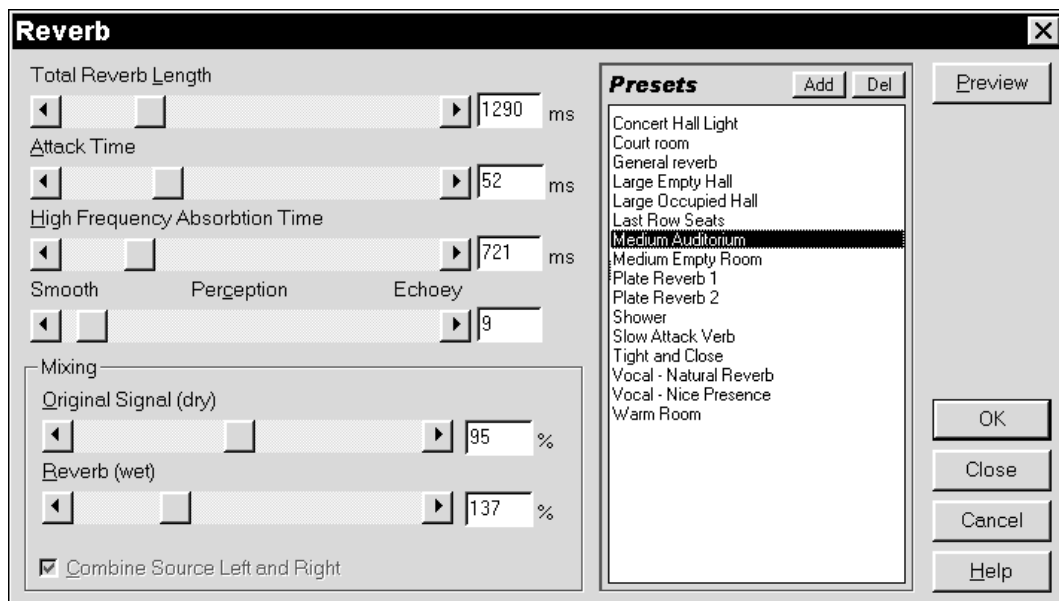 Reverb
Total Reverb Length
1290 ms
Attack Time
52 ms
High Frequency Absorbtion Time
721 ms
Smooth Perception Echoey
9
Mixing
Original Signal (dry)
95 %
Reverb (wet)
137 %
Combine Source Left and Right
Presets Add Del
Concert Hall Light
Court room
General reverb
Large Empty Hall
Large Occupied Hall
Last Row Seats
Medium Auditorium
Medium Empty Room
Plate Reverb 1
Plate Reverb 2
Shower
Slow Attack Verb
Tight and Close
Vocal - Natural Reverb
Vocal - Nice Presence
Warm Room
Preview
OK
Close
Cancel
Help